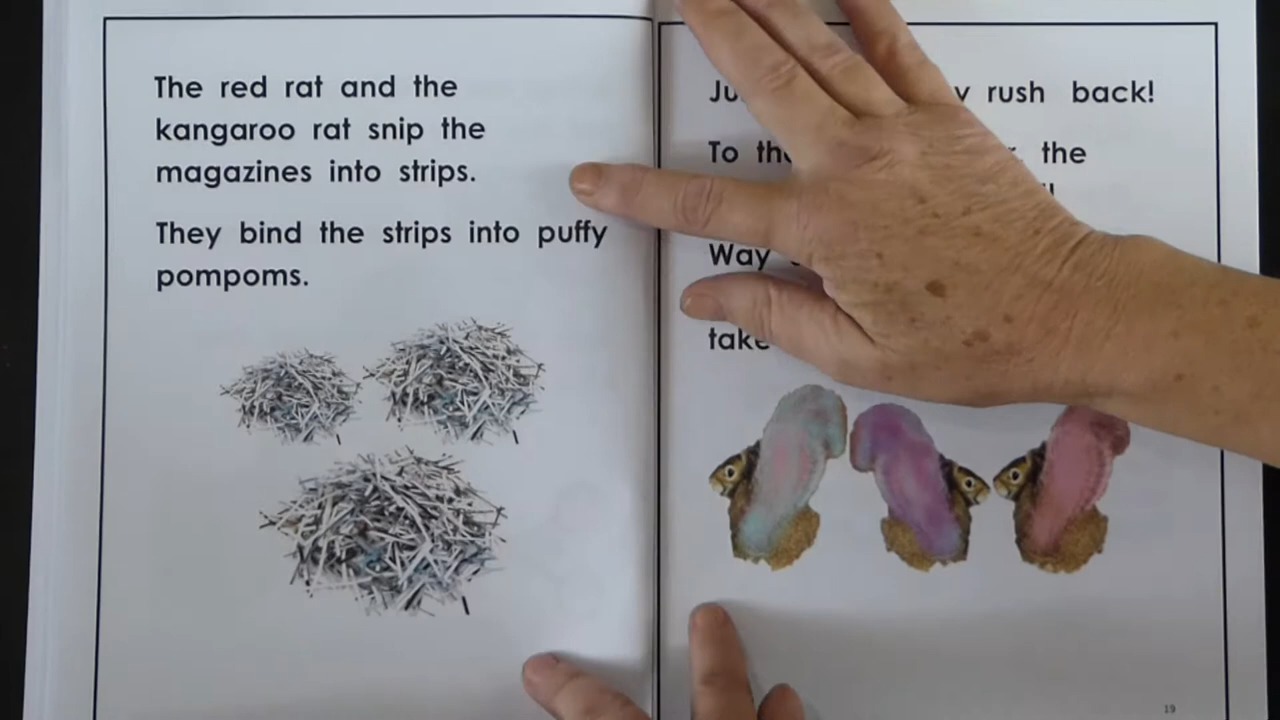 The red rat and the
kangaroo rat snip the
magazines into strips.
They bind the strips into puffy
pompoms.
rush back!
To the
Way
take
19